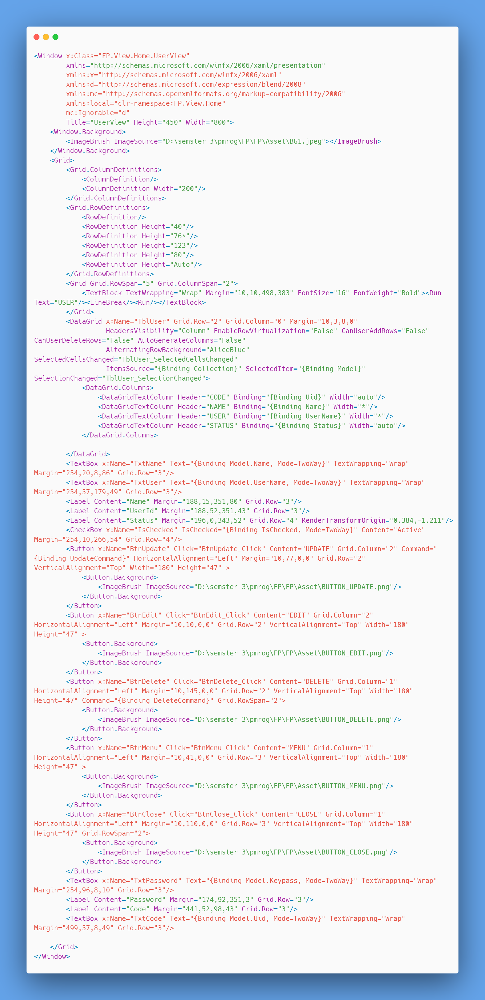 <Window x:Class="FP.View.Home.UserView"
        xmlns="http://schemas.microsoft.com/winfx/2006/xaml/presentation"
        xmlns:x="http://schemas.microsoft.com/winfx/2006/xaml"
        xmlns:d="http://schemas.microsoft.com/expression/blend/2008"
        xmlns:mc="http://schemas.openxmlformats.org/markup-compatibility/2006"
        xmlns:local="clr-namespace:FP.View.Home"
        mc:Ignorable="d"
        Title="UserView" Height="450" Width="800">
    <Window.Background>
        <ImageBrush ImageSource="D:\semster 3\pmrog\FP\FP\Asset\BG1.jpeg"></ImageBrush>
    </Window.Background>
    <Grid>
        <Grid.ColumnDefinitions>
            <ColumnDefinition/>
            <ColumnDefinition Width="200"/>
        </Grid.ColumnDefinitions>
        <Grid.RowDefinitions>
            <RowDefinition/>
            <RowDefinition Height="40"/>
            <RowDefinition Height="76*"/>
            <RowDefinition Height="123"/>
            <RowDefinition Height="80"/>
            <RowDefinition Height="Auto"/>
        </Grid.RowDefinitions>
        <Grid Grid.RowSpan="5" Grid.ColumnSpan="2">
            <TextBlock TextWrapping="Wrap" Margin="10,10,498,383" FontSize="16" FontWeight="Bold"><Run
Text="USER"/><LineBreak/><Run/></TextBlock>
        </Grid>
        <DataGrid x:Name="TblUser" Grid.Row="2" Grid.Column="0" Margin="10,3,8,0"
                  HeadersVisibility="Column" EnableRowVirtualization="False" CanUserAddRows="False"
CanUserDeleteRows="False" AutoGenerateColumns="False"
                  AlternatingRowBackground="AliceBlue"
SelectedCellsChanged="TblUser_SelectedCellsChanged"
                  ItemsSource="{Binding Collection}" SelectedItem="{Binding Model}"
SelectionChanged="TblUser_SelectionChanged">
            <DataGrid.Columns>
                <DataGridTextColumn Header="CODE" Binding="{Binding Uid}" Width="auto"/>
                <DataGridTextColumn Header="NAME" Binding="{Binding Name}" Width="*"/>
                <DataGridTextColumn Header="USER" Binding="{Binding UserName}" Width="*"/>
                <DataGridTextColumn Header="STATUS" Binding="{Binding Status}" Width="auto"/>
            </DataGrid.Columns>

        </DataGrid>
        <TextBox x:Name="TxtName" Text="{Binding Model.Name, Mode=TwoWay}" TextWrapping="Wrap"
Margin="254,20,8,86" Grid.Row="3"/>
        <TextBox x:Name="TxtUser" Text="{Binding Model.UserName, Mode=TwoWay}" TextWrapping="Wrap"
Margin="254,57,179,49" Grid.Row="3"/>
        <Label Content="Name" Margin="188,15,351,80" Grid.Row="3"/>
        <Label Content="UserId" Margin="188,52,351,43" Grid.Row="3"/>
        <Label Content="Status" Margin="196,0,343,52" Grid.Row="4" RenderTransformOrigin="0.384,-1.211"/>
        <CheckBox x:Name="IsChecked" IsChecked="{Binding IsChecked, Mode=TwoWay}" Content="Active"
Margin="254,10,266,54" Grid.Row="4"/>
        <Button x:Name="BtnUpdate" Click="BtnUpdate_Click" Content="UPDATE" Grid.Column="2" Command="
{Binding UpdateCommand}" HorizontalAlignment="Left" Margin="10,77,0,0" Grid.Row="2"
VerticalAlignment="Top" Width="180" Height="47" >
            <Button.Background>
                <ImageBrush ImageSource="D:\semster 3\pmrog\FP\FP\Asset\BUTTON_UPDATE.png"/>
            </Button.Background>
        </Button>
        <Button x:Name="BtnEdit" Click="BtnEdit_Click" Content="EDIT" Grid.Column="2"
HorizontalAlignment="Left" Margin="10,10,0,0" Grid.Row="2" VerticalAlignment="Top" Width="180"
Height="47" >
            <Button.Background>
                <ImageBrush ImageSource="D:\semster 3\pmrog\FP\FP\Asset\BUTTON_EDIT.png"/>
            </Button.Background>
        </Button>
        <Button x:Name="BtnDelete" Click="BtnDelete_Click" Content="DELETE" Grid.Column="1"
HorizontalAlignment="Left" Margin="10,145,0,0" Grid.Row="2" VerticalAlignment="Top" Width="180"
Height="47" Command="{Binding DeleteCommand}" Grid.RowSpan="2">
            <Button.Background>
                <ImageBrush ImageSource="D:\semster 3\pmrog\FP\FP\Asset\BUTTON_DELETE.png"/>
            </Button.Background>
        </Button>
        <Button x:Name="BtnMenu" Click="BtnMenu_Click" Content="MENU" Grid.Column="1"
HorizontalAlignment="Left" Margin="10,41,0,0" Grid.Row="3" VerticalAlignment="Top" Width="180"
Height="47" >
            <Button.Background>
                <ImageBrush ImageSource="D:\semster 3\pmrog\FP\FP\Asset\BUTTON_MENU.png"/>
            </Button.Background>
        </Button>
        <Button x:Name="BtnClose" Click="BtnClose_Click" Content="CLOSE" Grid.Column="1"
HorizontalAlignment="Left" Margin="10,110,0,0" Grid.Row="3" VerticalAlignment="Top" Width="180"
Height="47" Grid.RowSpan="2">
            <Button.Background>
                <ImageBrush ImageSource="D:\semster 3\pmrog\FP\FP\Asset\BUTTON_CLOSE.png"/>
            </Button.Background>
        </Button>
        <TextBox x:Name="TxtPassword" Text="{Binding Model.Keypass, Mode=TwoWay}" TextWrapping="Wrap"
Margin="254,96,8,10" Grid.Row="3"/>
        <Label Content="Password" Margin="174,92,351,3" Grid.Row="3"/>
        <Label Content="Code" Margin="441,52,98,43" Grid.Row="3"/>
        <TextBox x:Name="TxtCode" Text="{Binding Model.Uid, Mode=TwoWay}" TextWrapping="Wrap"
Margin="499,57,8,49" Grid.Row="3"/>

    </Grid>
</Window>